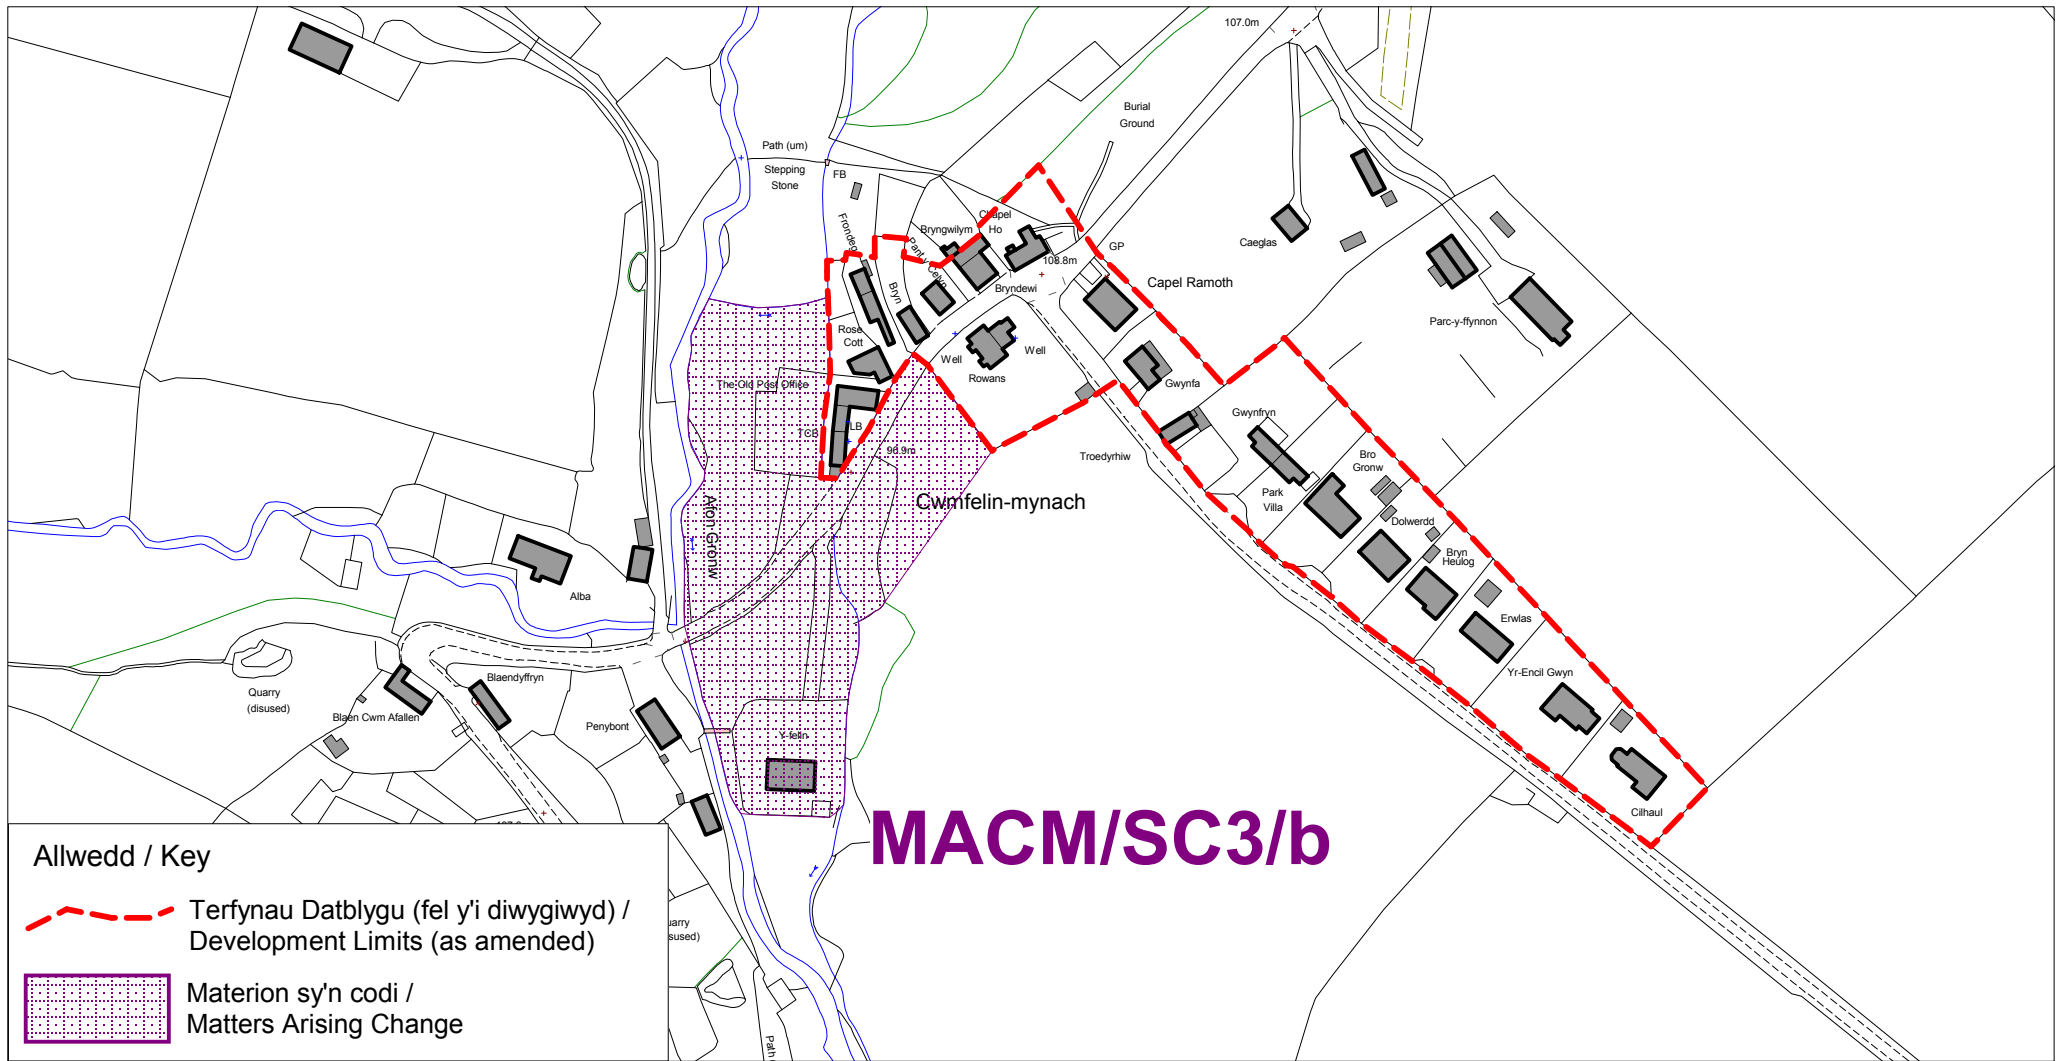 107.0m
Burial
Ground
Path (um)
Stepping
Stone
FB
Frondeg
Chapel
Ho
Bryngwilym
Pant y Celyn
GP
Caeglas
108.8m
Capel Ramoth
Bryn
Bryndewi
Parc-y-ffynnon
Rose
Cott
Well
Well
Rowans
The Old Post Office
Gwynfa
Gwynfryn
TCB
LB
96.9m
Troedyrhiw
Bro
Gronw
Park
Villa
Cwmfelin-mynach
Afon Gronw
Dolwerdd
Bryn
Heulog
Alba
Erwlas
Yr-Encil Gwyn
Blaendyffryn
Quarry
(disused)
Blaen Cwm Afallen
Penybont
Y-felin
Cilhaul
MACM/SC3/b
Allwedd / Key
Terfynau Datblygu (fel y'i diwygiwyd) /
Development Limits (as amended)
Materion sy'n codi /
Matters Arising Change
Path